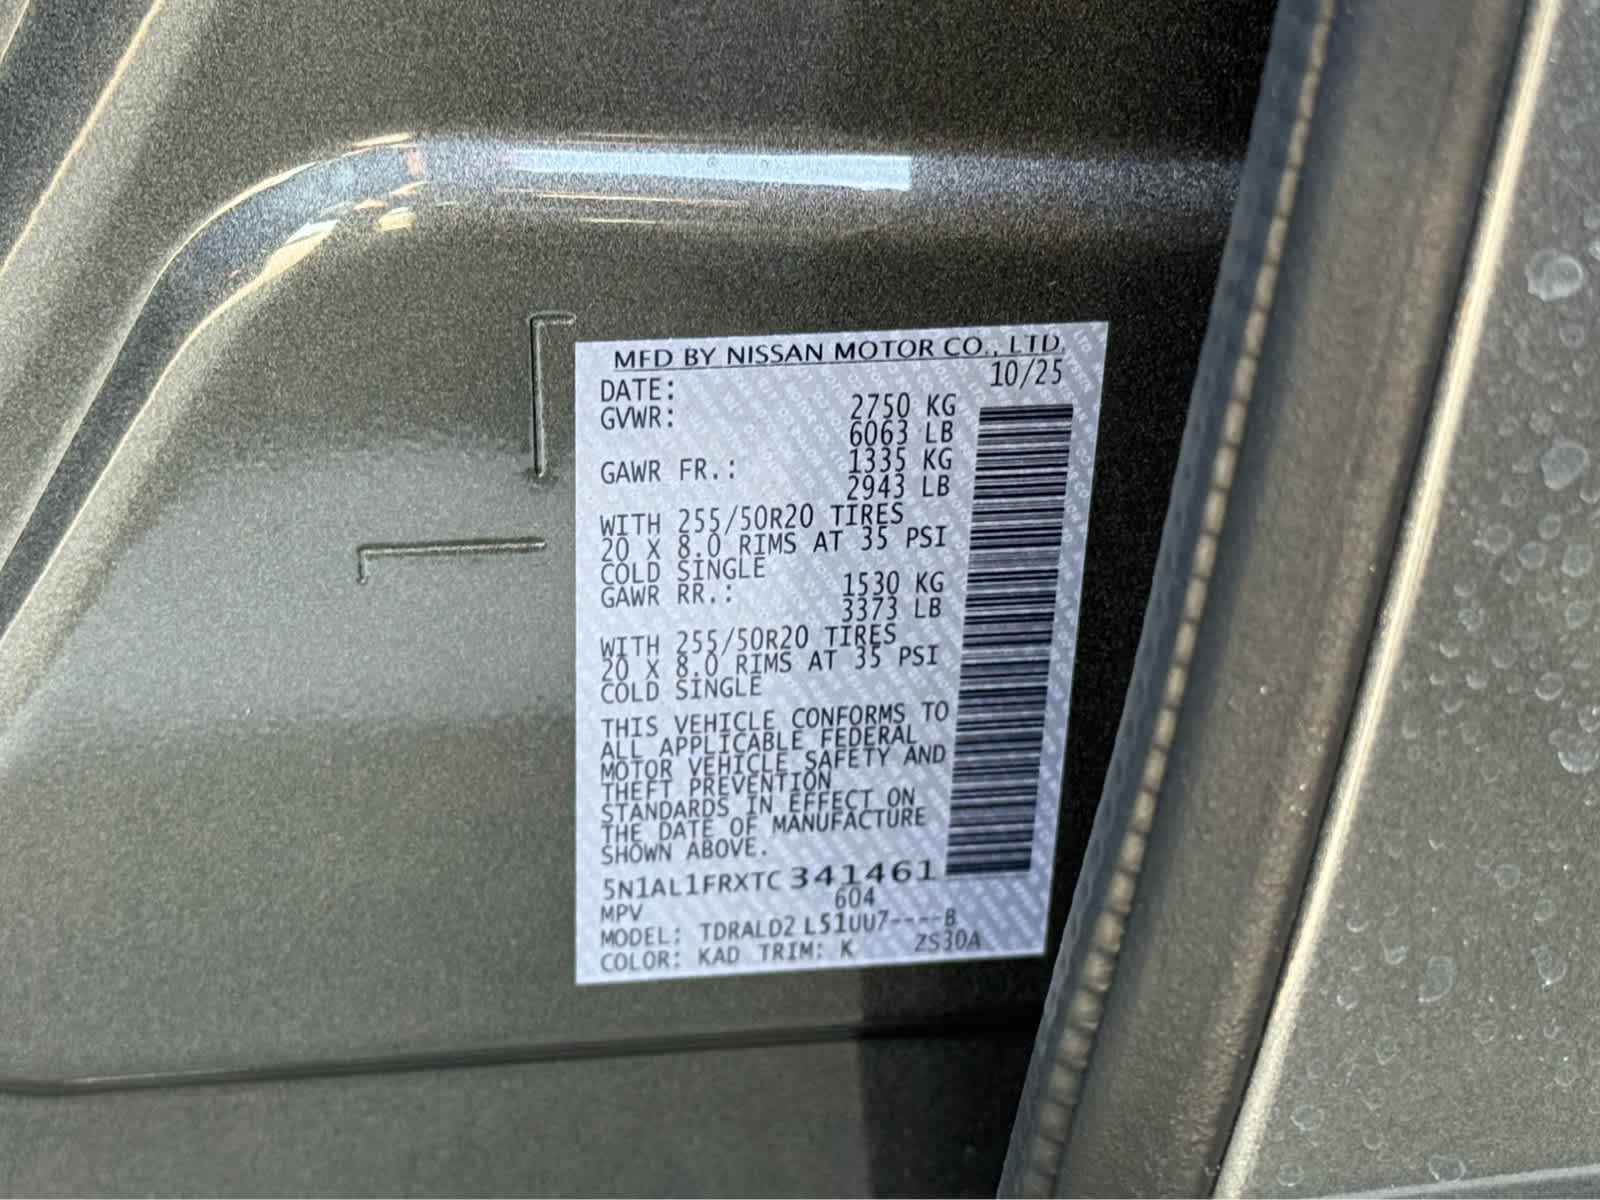 MFD BY NISSAN MOTOR CO., LTD.
DATE: 10/25
GVWR: 2750 KG
6063 LB
GAWR FR.: 1335 KG
2943 LB
WITH 255/50R20 TIRES
20 X 8.0 RIMS AT 35 PSI
COLD SINGLE
GAWR RR.: 1530 KG
3373 LB
WITH 255/50R20 TIRES
20 X 8.0 RIMS AT 35 PSI
COLD SINGLE
THIS VEHICLE CONFORMS TO
ALL APPLICABLE FEDERAL
MOTOR VEHICLE SAFETY AND
THEFT PREVENTION
STANDARDS IN EFFECT ON
THE DATE OF MANUFACTURE
SHOWN ABOVE.
5N1AL1FRXTC 341461
MPV 604
MODEL: TDRALD2 L51UU7----B
COLOR: KAD TRIM: K ZS30A